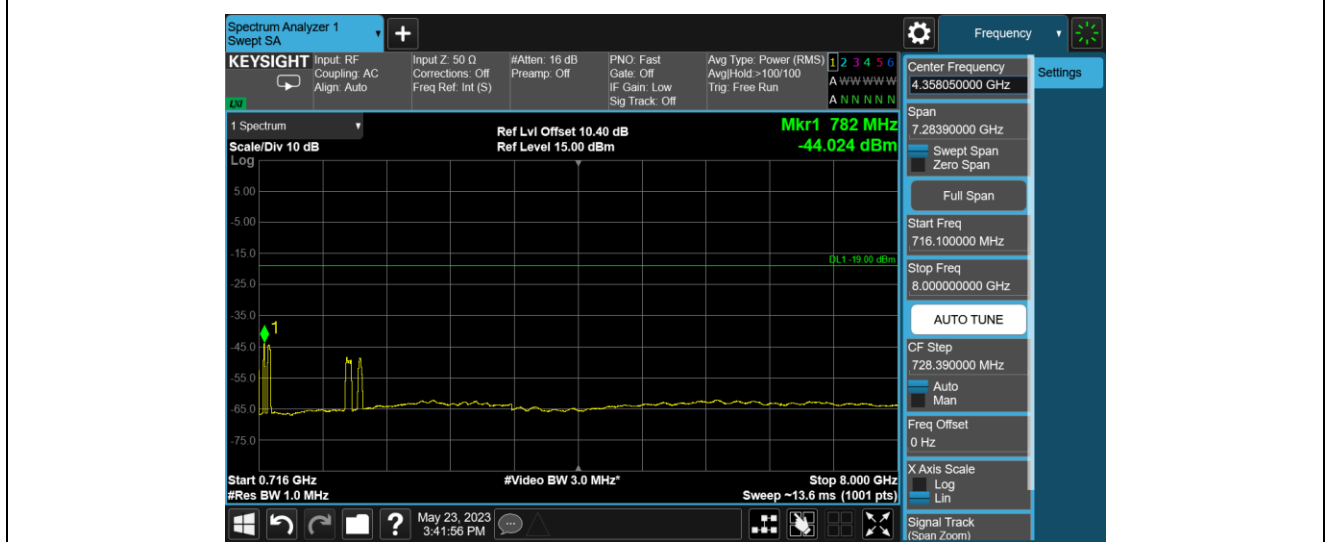 Spectrum Analyzer 1
Swept SA
+
Frequency
KEYSIGHT
LXI
Input: RF
Coupling: AC
Align: Auto
Input Z: 50 Ω
Corrections: Off
Freq Ref: Int (S)
#Atten: 16 dB
Preamp: Off
PNO: Fast
Gate: Off
IF Gain: Low
Sig Track: Off
Avg Type: Power (RMS)
Avg|Hold:>100/100
Trig: Free Run
1 2 3 4 5 6
A W W W W W
A N N N N N
1 Spectrum
Scale/Div 10 dB
Ref Lvl Offset 10.40 dB
Ref Level 15.00 dBm
Mkr1 782 MHz
-44.024 dBm
Log
5.00
-5.00
-15.0
DL1 -19.00 dBm
-25.0
-35.0
1
-45.0
-55.0
-65.0
-75.0
Start 0.716 GHz
#Res BW 1.0 MHz
#Video BW 3.0 MHz*
Stop 8.000 GHz
Sweep ~13.6 ms (1001 pts)
?
May 23, 2023
3:41:56 PM
Center Frequency
4.358050000 GHz
Settings
Span
7.28390000 GHz
Swept Span
Zero Span
Full Span
Start Freq
716.100000 MHz
Stop Freq
8.000000000 GHz
AUTO TUNE
CF Step
728.390000 MHz
Auto
Man
Freq Offset
0 Hz
X Axis Scale
Log
Lin
Signal Track
(Span Zoom)